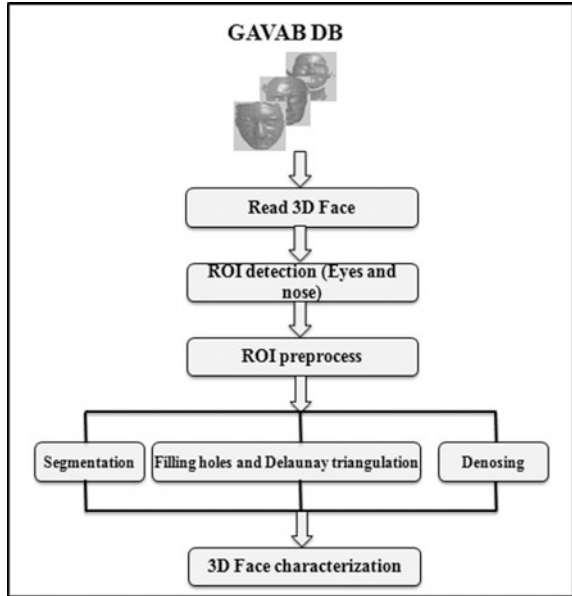 GAVAB DB
Read 3D Face
ROI detection (Eyes and
nose)
ROI preprocess
Segmentation
Filling holes and Delaunay triangulation
Denosing
3D Face characterization